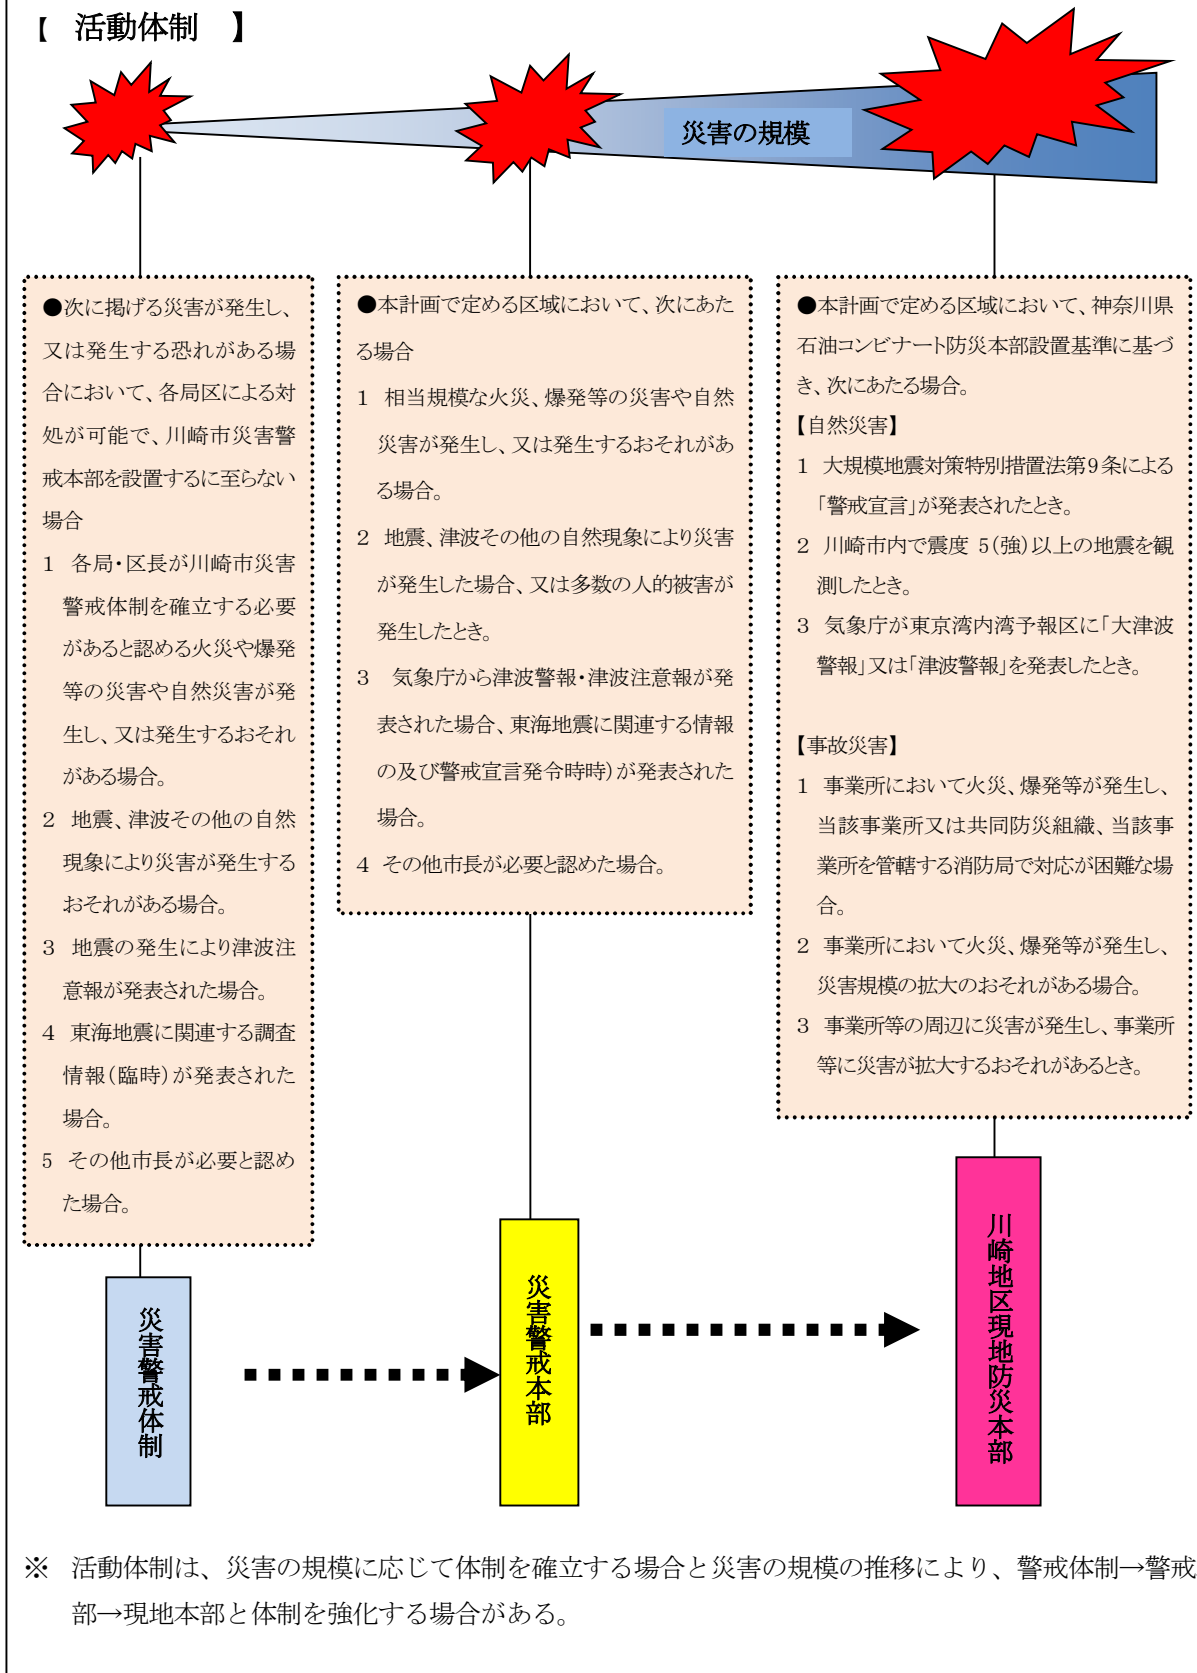 【 活動体制 】
災害の規模
●次に掲げる災害が発生し、
又は発生する恐れがある場
合において、各局区による対
処が可能で、川崎市災害警
戒本部を設置するに至らない
場合
1 各局・区長が川崎市災害
警戒体制を確立する必要
があると認める火災や爆発
等の災害や自然災害が発
生し、又は発生するおそれ
がある場合。
2 地震、津波その他の自然
現象により災害が発生する
おそれがある場合。
3 地震の発生により津波注
意報が発表された場合。
4 東海地震に関連する調査
情報(臨時)が発表された
場合。
5 その他市長が必要と認め
た場合。
●本計画で定める区域において、次にあた
る場合
1 相当規模な火災、爆発等の災害や自然
災害が発生し、又は発生するおそれがあ
る場合。
2 地震、津波その他の自然現象により災害
が発生した場合、又は多数の人的被害が
発生したとき。
3 気象庁から津波警報・津波注意報が発
表された場合、東海地震に関連する情報
の及び警戒宣言発令時時)が発表された
場合。
4 その他市長が必要と認めた場合。
●本計画で定める区域において、神奈川県
石油コンビナート防災本部設置基準に基づ
き、次にあたる場合。
【自然災害】
1 大規模地震対策特別措置法第9条による
「警戒宣言」が発表されたとき。
2 川崎市内で震度 5(強)以上の地震を観
測したとき。
3 気象庁が東京湾内湾予報区に「大津波
警報」又は「津波警報」を発表したとき。
【事故災害】
1 事業所において火災、爆発等が発生し、
当該事業所又は共同防災組織、当該事
業所を管轄する消防局で対応が困難な場
合。
2 事業所において火災、爆発等が発生し、
災害規模の拡大のおそれがある場合。
3 事業所等の周辺に災害が発生し、事業所
等に災害が拡大するおそれがあるとき。
災害警戒体制
災害警戒本部
川崎地区現地防災本部
※ 活動体制は、災害の規模に応じて体制を確立する場合と災害の規模の推移により、警戒体制→警戒
部→現地本部と体制を強化する場合がある。